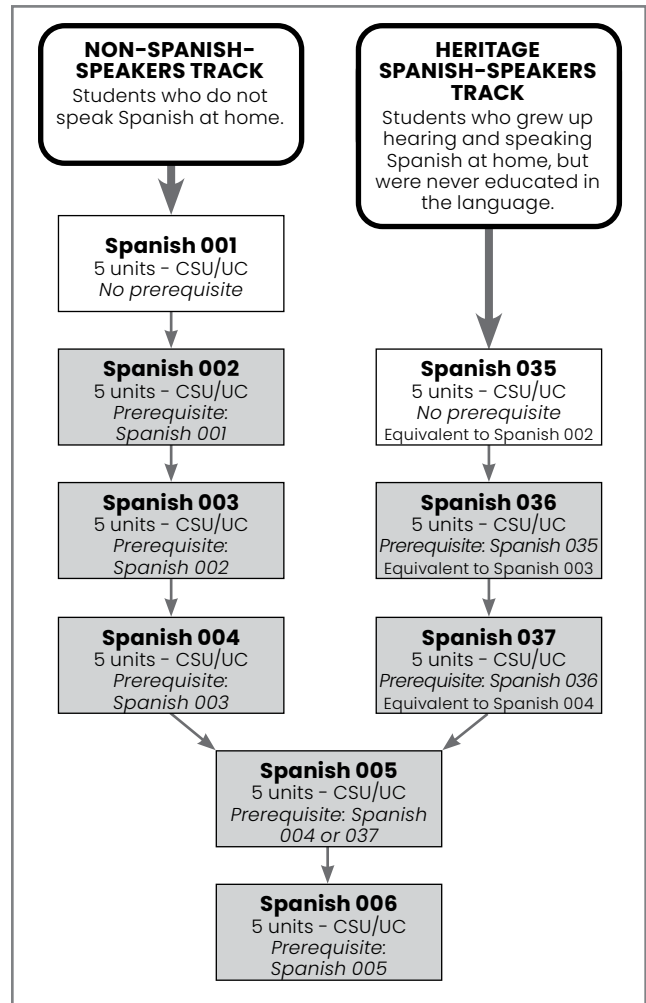 NON-SPANISH-
SPEAKERS TRACK
Students who do not
speak Spanish at home.
HERITAGE
SPANISH-SPEAKERS
TRACK
Students who grew up
hearing and speaking
Spanish at home, but
were never educated in
the language.
Spanish 001
5 units - CSU/UC
No prerequisite
Spanish 002
5 units - CSU/UC
Prerequisite:
Spanish 001
Spanish 035
5 units - CSU/UC
No prerequisite
Equivalent to Spanish 002
Spanish 003
5 units - CSU/UC
Prerequisite:
Spanish 002
Spanish 036
5 units - CSU/UC
Prerequisite: Spanish 035
Equivalent to Spanish 003
Spanish 004
5 units - CSU/UC
Prerequisite:
Spanish 003
Spanish 037
5 units - CSU/UC
Prerequisite: Spanish 036
Equivalent to Spanish 004
Spanish 005
5 units - CSU/UC
Prerequisite: Spanish
004 or 037
Spanish 006
5 units - CSU/UC
Prerequisite:
Spanish 005